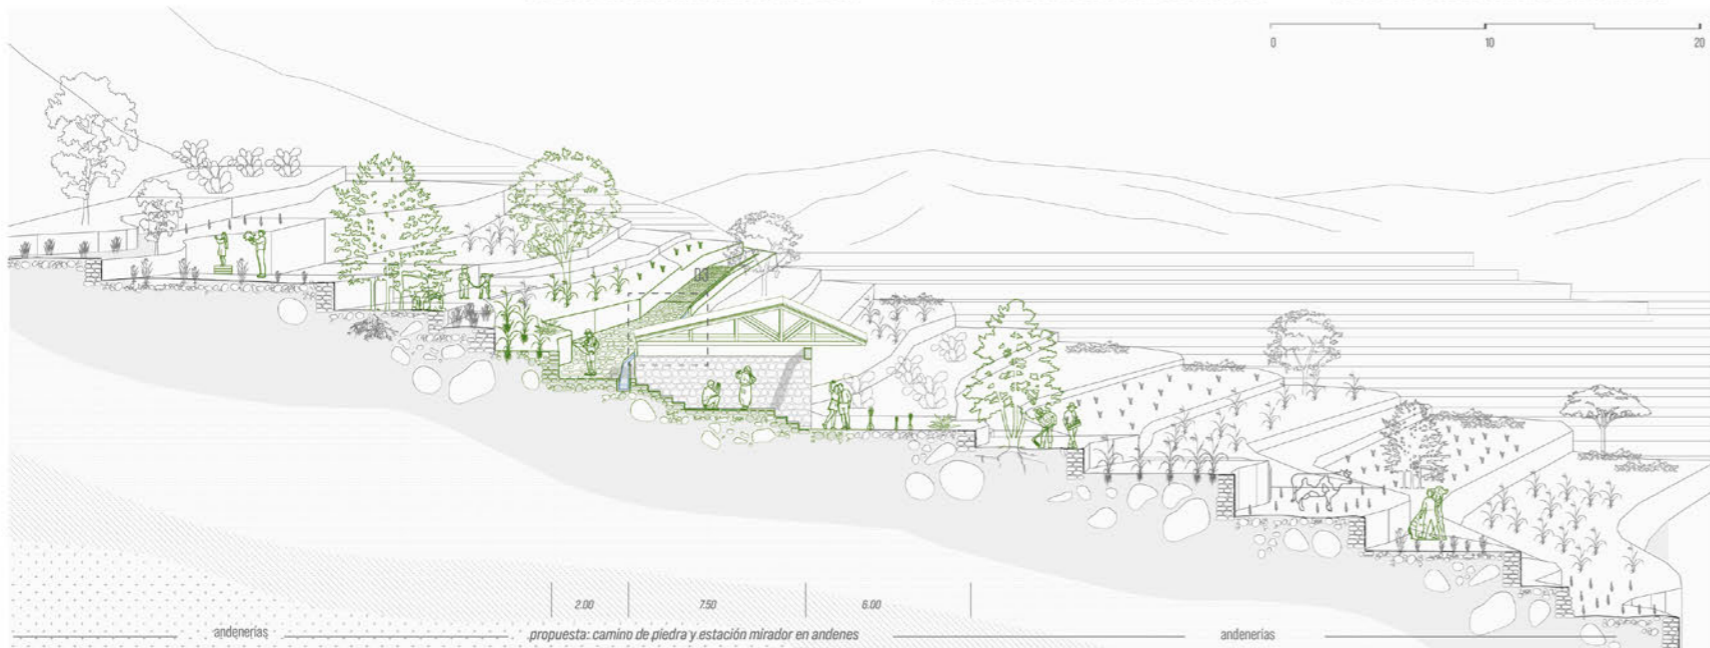 0 10 20
03
2.00 7.50 6.00
andenerías propuesta: camino de piedra y estación mirador en andenes andenerías